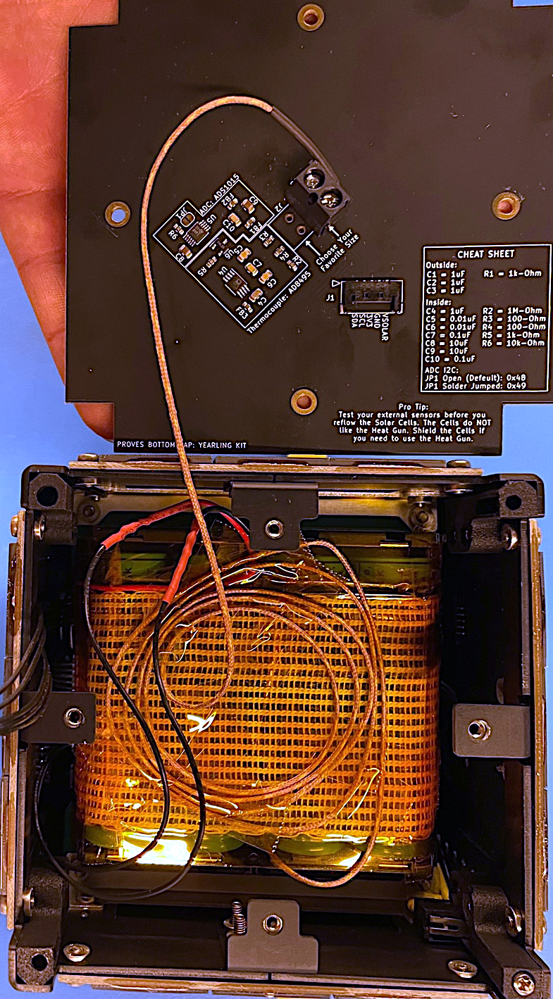 ADC: ADS1015
JP1
U5
FB2
C9
C10
FB1
R6
C8
J2
R3
R4
R2
U6
C5
R5
C7
C6
C4
FB3
Choose Your
Favorite Size
Thermocouple: AD8495
J1
SDA
SCL
3V3
GND
VSOLAR
CHEAT SHEET
Outside:
C1 = 1uF R1 = 1k-Ohm
C2 = 1uF
C3 = 1uF
Inside:
C4 = 1uF R2 = 1M-Ohm
C5 = 0.01uF R3 = 100-Ohm
C6 = 0.01uF R4 = 100-Ohm
C7 = 0.1uF R5 = 1k-Ohm
C8 = 10uF R6 = 10k-Ohm
C9 = 10uF
C10 = 0.1uF
ADC I2C:
JP1 Open (Defelt): 0x48
JP1 Solder Jumped: 0x49
Pro Tip:
Test your external sensors before you
reflow the Solar Cells. The Cells do NOT
like the Heat Gun. Shield the Cells if
you need to use the Heat Gun.
PROVES BOTTOM CAP: YEARLING KIT